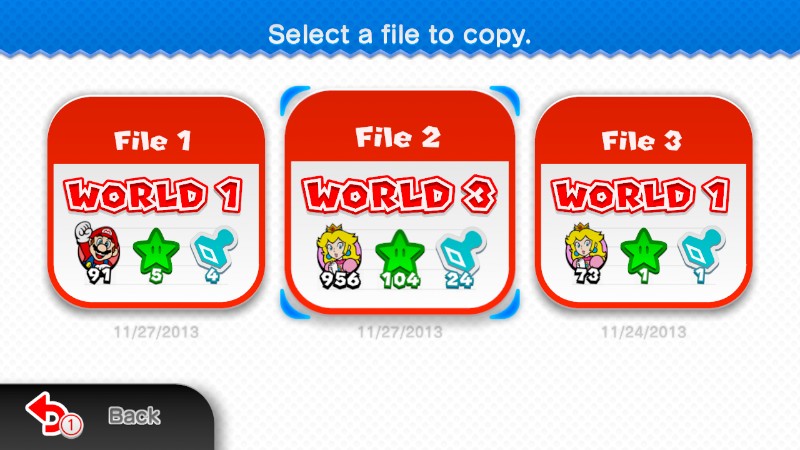 Select a file to copy.
File 1
WORLD 1
91 5 4
11/27/2013
File 2
WORLD 3
956 104 24
11/27/2013
File 3
WORLD 1
73 1 1
11/24/2013
1 Back